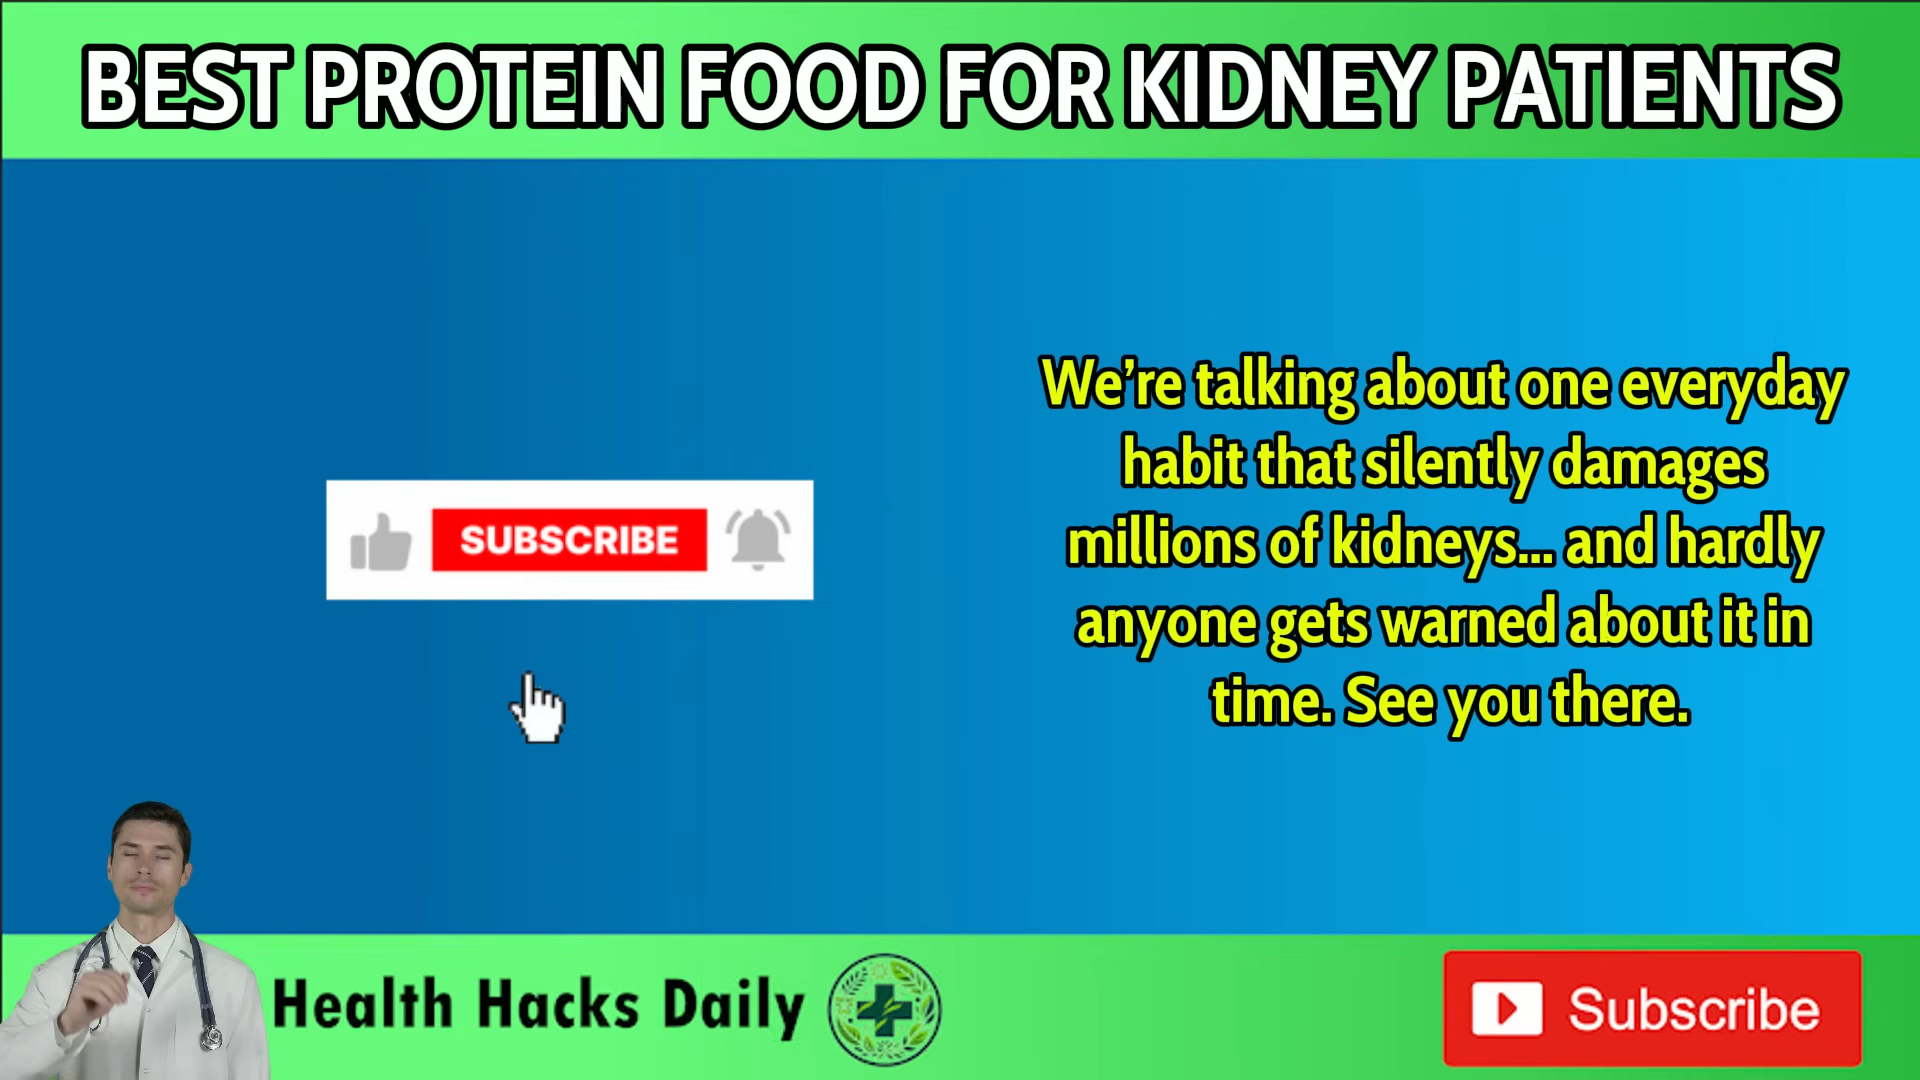 BEST PROTEIN FOOD FOR KIDNEY PATIENTS
SUBSCRIBE
We’re talking about one everyday
habit that silently damages
millions of kidneys... and hardly
anyone gets warned about it in
time. See you there.
Health Hacks Daily
Subscribe